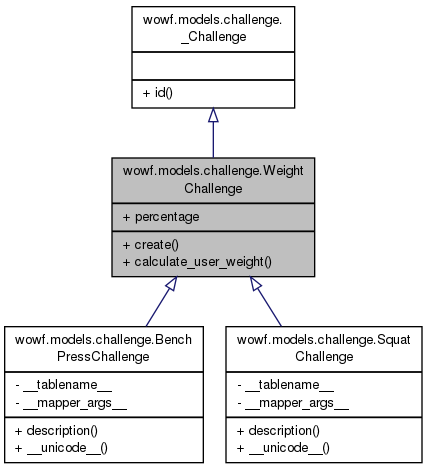 wowf.models.challenge.
_Challenge
+ id()
wowf.models.challenge.Weight
Challenge
+ percentage
+ create()
+ calculate_user_weight()
wowf.models.challenge.Bench
PressChallenge
- __tablename__
- __mapper_args__
+ description()
+ __unicode__()
wowf.models.challenge.Squat
Challenge
- __tablename__
- __mapper_args__
+ description()
+ __unicode__()